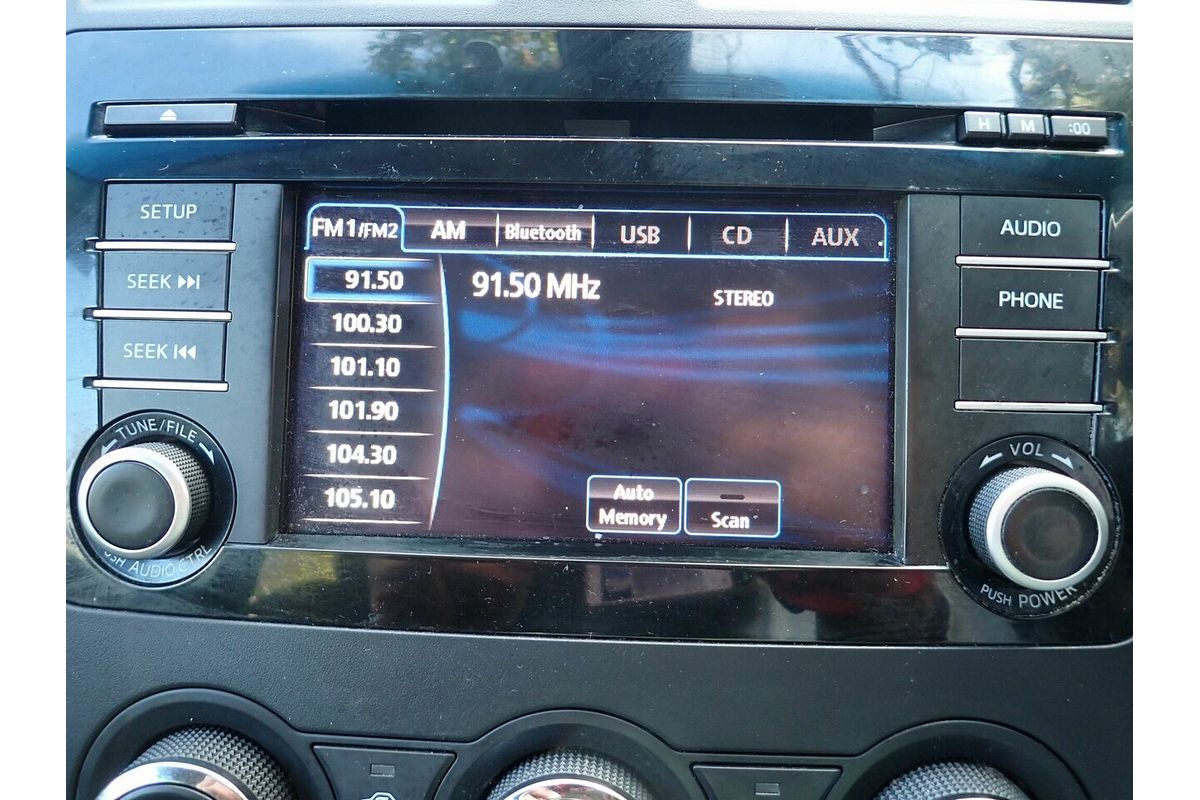 H M :00
SETUP
SEEK
SEEK
TUNE/FILE
AUDIO CTRL
FM1/FM2 AM Bluetooth USB CD AUX
91.50
100.30
101.10
101.90
104.30
105.10
91.50 MHz STEREO
Auto
Memory
Scan
AUDIO
PHONE
VOL
PUSH POWER